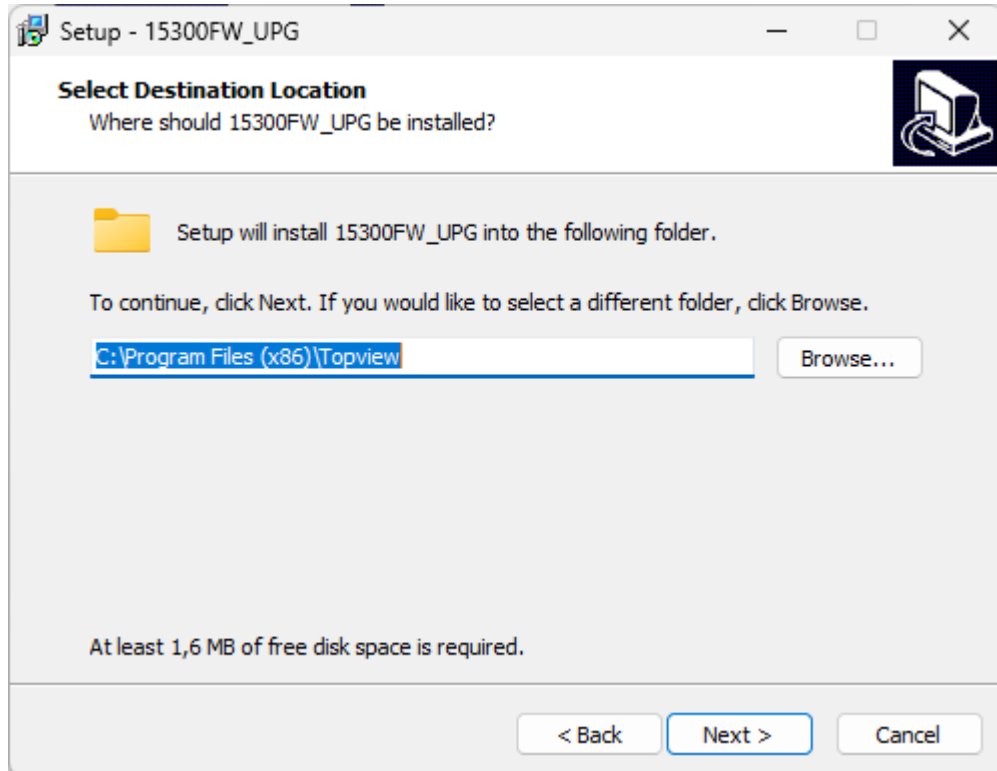 Setup - 15300FW_UPG
Select Destination Location
Where should 15300FW_UPG be installed?
Setup will install 15300FW_UPG into the following folder.
To continue, click Next. If you would like to select a different folder, click Browse.
C:\Program Files (x86)\Topview
Browse...
At least 1,6 MB of free disk space is required.
< Back
Next >
Cancel